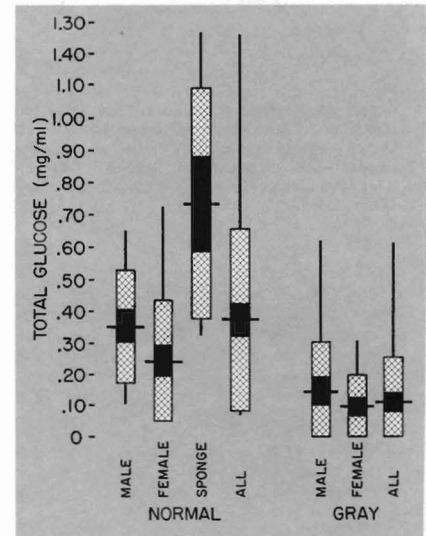 1.30-
1.20-
1.10-
1.00-
.90-
.80-
.70-
.60-
.50-
.40-
.30-
.20-
.10-
0-
TOTAL GLUCOSE (mg/ml)
MALE
FEMALE
SPONGE
ALL
MALE
FEMALE
ALL
NORMAL GRAY